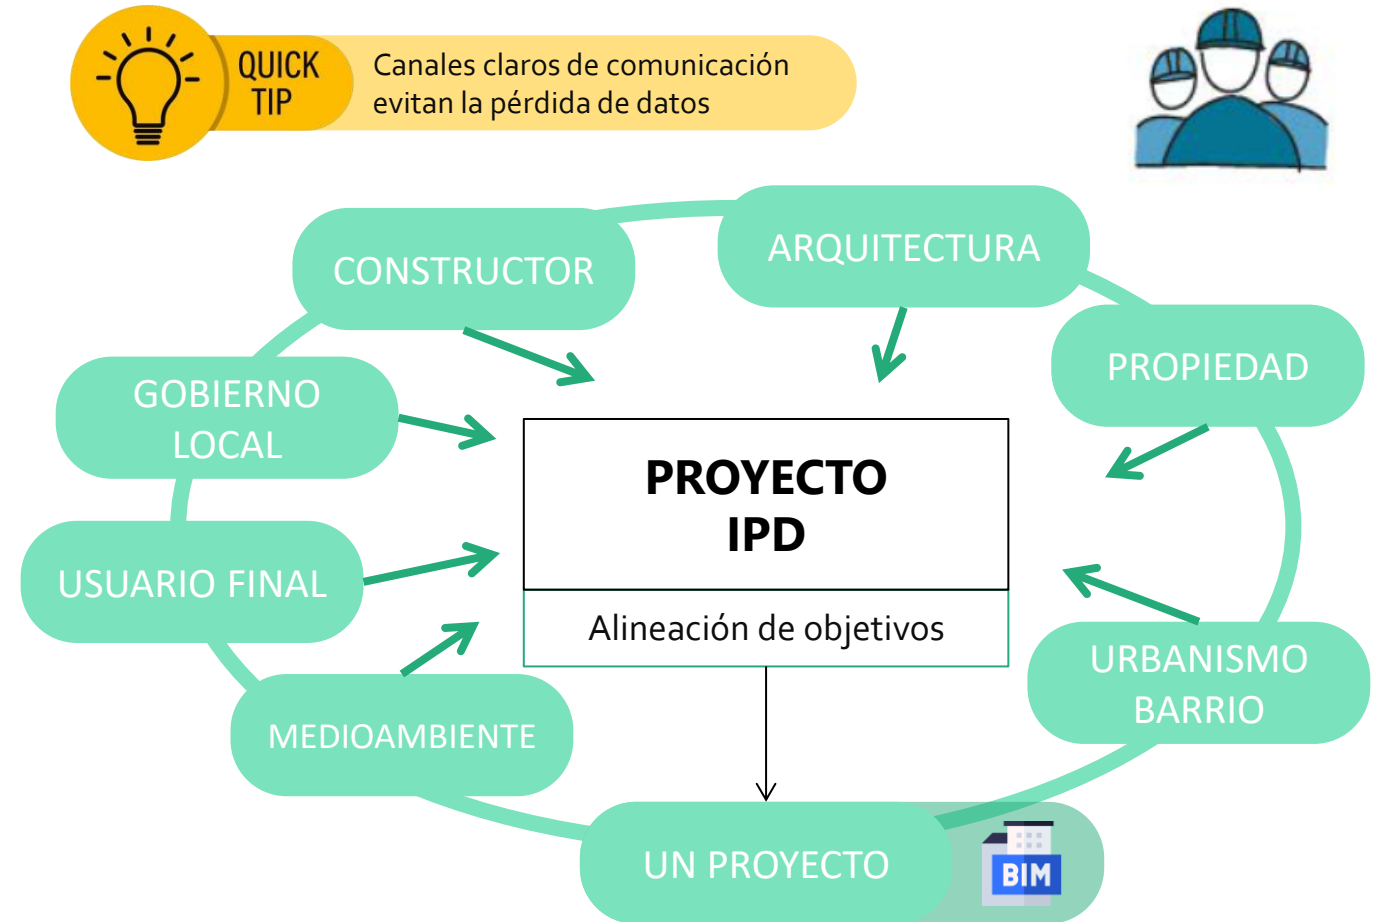 QUICK
TIP
Canales claros de comunicación
evitan la pérdida de datos
CONSTRUCTOR
ARQUITECTURA
PROPIEDAD
GOBIERNO
LOCAL
PROYECTO
IPD
USUARIO FINAL
Alineación de objetivos
URBANISMO
BARRIO
MEDIOAMBIENTE
UN PROYECTO
BIM